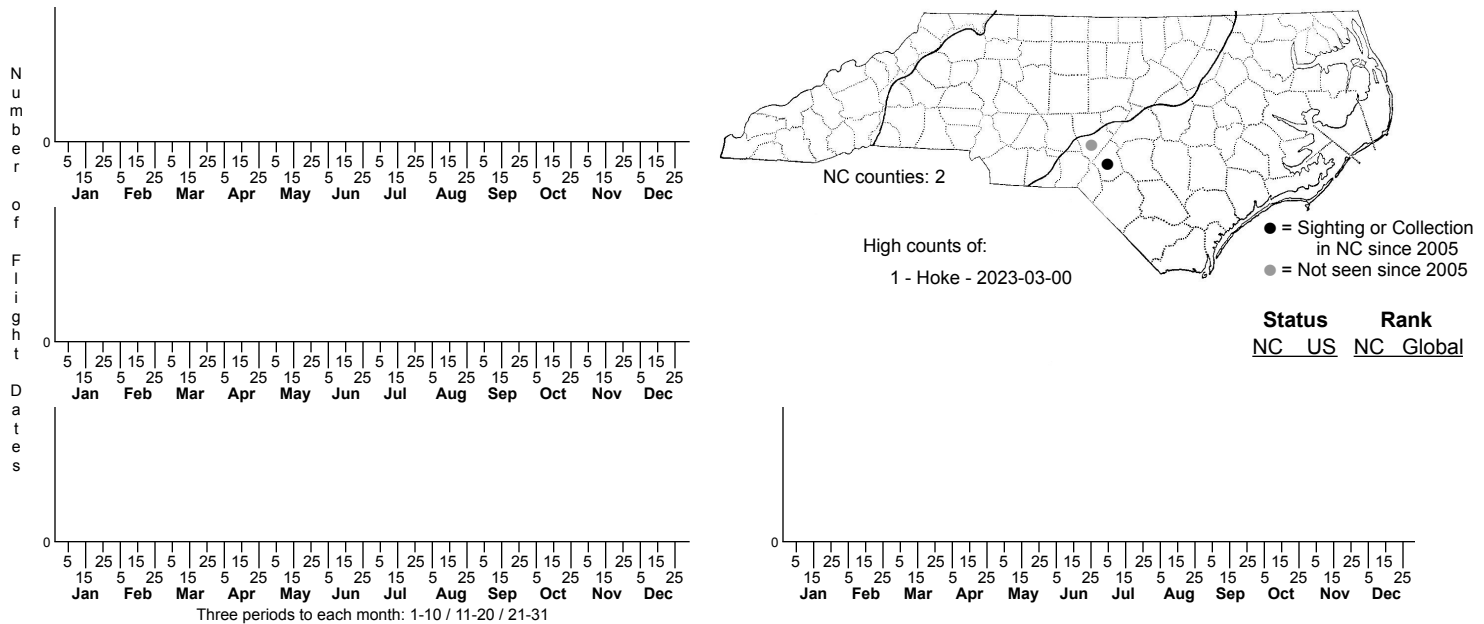 Number of Flight Dates
0
5 25 15 5 25 15 5 25 15 5 25 15 5 25 15 5 25 15
15 5 25 15 5 25 15 5 25 15 5 25 15 5 25 15 5 25
Jan Feb Mar Apr May Jun Jul Aug Sep Oct Nov Dec
0
5 25 15 5 25 15 5 25 15 5 25 15 5 25 15 5 25 15
15 5 25 15 5 25 15 5 25 15 5 25 15 5 25 15 5 25
Jan Feb Mar Apr May Jun Jul Aug Sep Oct Nov Dec
0
5 25 15 5 25 15 5 25 15 5 25 15 5 25 15 5 25 15
15 5 25 15 5 25 15 5 25 15 5 25 15 5 25 15 5 25
Jan Feb Mar Apr May Jun Jul Aug Sep Oct Nov Dec
Three periods to each month: 1-10 / 11-20 / 21-31
NC counties: 2
High counts of:
1 - Hoke - 2023-03-00
= Sighting or Collection
in NC since 2005
= Not seen since 2005
Status Rank
NC US NC Global
0
5 25 15 5 25 15 5 25 15 5 25 15 5 25 15 5 25 15
15 5 25 15 5 25 15 5 25 15 5 25 15 5 25 15 5 25
Jan Feb Mar Apr May Jun Jul Aug Sep Oct Nov Dec